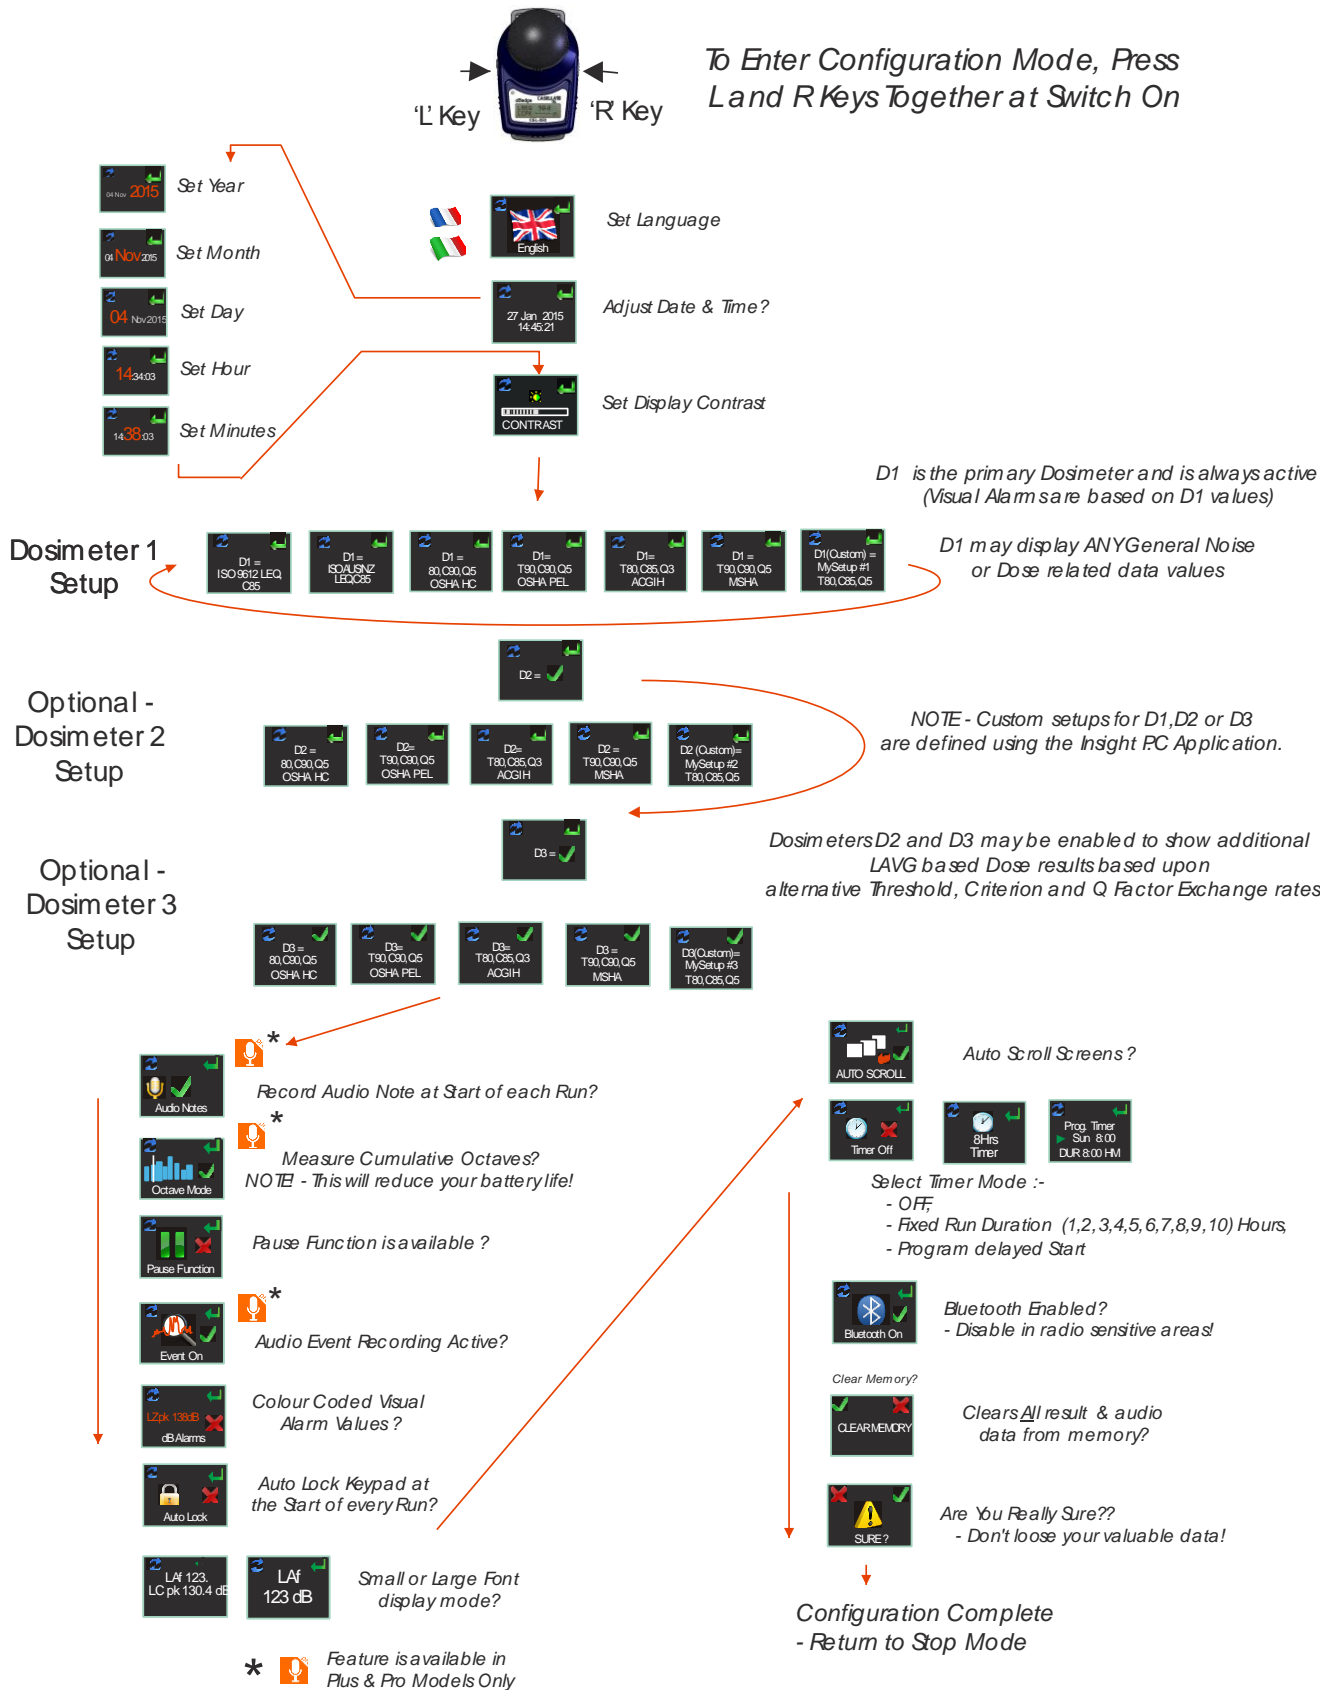 To Enter Configuration Mode, Press
L and R Keys Together at Switch On
'L' Key
'R' Key
04 Nov 2015
Set Year
04 Nov 2015
Set Month
04 Nov 2015
Set Day
14:34:03
Set Hour
14:38:03
Set Minutes
English
Set Language
27 Jan 2015
14:45:21
Adjust Date & Time?
CONTRAST
Set Display Contrast
D1 is the primary Dosimeter and is always active
(Visual Alarms are based on D1 values)
D1 may display ANY General Noise
or Dose related data values
Dosimeter 1
Setup
D1 =
ISO 9612 LEQ,
C85
D1 =
ISOAUSINZ
LEQ,C85
D1 =
80, C90, Q5
OSHA HC
D1=
T90, C90, Q5
OSHA PEL
D1=
T80, C85, Q3
ACGIH
D1 =
T90, C90, Q5
MSHA
D1(Custom) =
MySetup #1
T80, C85, Q5
D2 =
Optional -
Dosimeter 2
Setup
D2 =
80, C90, Q5
OSHA HC
D2=
T90, C90, Q5
OSHA PEL
D2=
T80, C85, Q3
ACGIH
D2 =
T90, C90, Q5
MSHA
D2 (Custom)=
MySetup #2
T80, C85, Q5
NOTE - Custom setups for D1,D2 or D3
are defined using the Insight PC Application.
D3 =
Dosimeters D2 and D3 may be enabled to show additional
LAVG based Dose results based upon
alternative Threshold, Criterion and Q Factor Exchange rates
Optional -
Dosimeter 3
Setup
D3 =
80, C90, Q5
OSHA HC
D3=
T90, C90, Q5
OSHA PEL
D3=
T80, C85, Q3
ACGIH
D3 =
T90, C90, Q5
MSHA
D3(Custom)=
MySetup #3
T80, C85, Q5
*
Audio Notes
Record Audio Note at Start of each Run?
*
Octave Mode
Measure Cumulative Octaves?
NOTE! - This will reduce your battery life!
Pause Function
Pause Function is available ?
*
Event On
Audio Event Recording Active?
LZpk 138dB
dB Alarms
Colour Coded Visual
Alarm Values ?
Auto Lock
Auto Lock Keypad at
the Start of every Run?
LAf 123.
LC pk 130.4 dB
LAf
123 dB
Small or Large Font
display mode?
* Feature is available in
Plus & Pro Models Only
AUTO SCROLL
Auto Scroll Screens ?
Timer Off
8Hrs
Timer
Prog. Timer
Sun 8:00
DUR 8:00 HM
Select Timer Mode :-
- OFF,
- Fixed Run Duration (1,2,3,4,5,6,7,8,9,10) Hours,
- Program delayed Start
Bluetooth On
Bluetooth Enabled?
- Disable in radio sensitive areas!
Clear Memory?
CLEAR MEMORY
Clears All result & audio
data from memory?
SURE ?
Are You Really Sure??
- Don't loose your valuable data!
Configuration Complete
- Return to Stop Mode